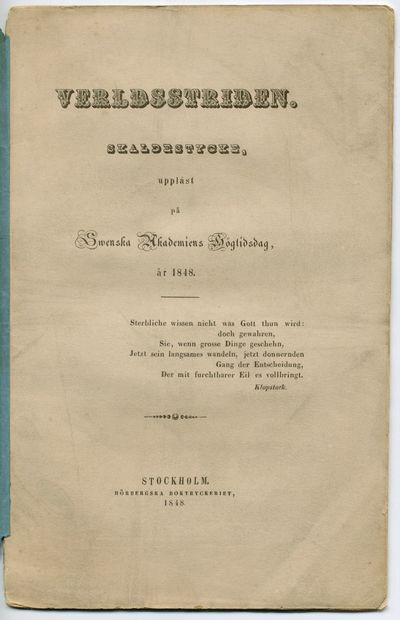 VERLDSSTRIDEN.
SKALDESTYCKE,
uppläst
på
Swenska Akademiens Högtidsdag,
år 1848.
Sterbliche wissen nicht was Gott thun wird:
doch gewahren,
Sie, wenn grosse Dinge geschehn,
Jetzt sein langsames wandeln, jetzt donnernden
Gang der Entscheidung,
Der mit furchtbarer Eil es vollbringt.
Klopstock.
STOCKHOLM.
HÖRBERGSKA BOKTRYCKERIET,
1848.